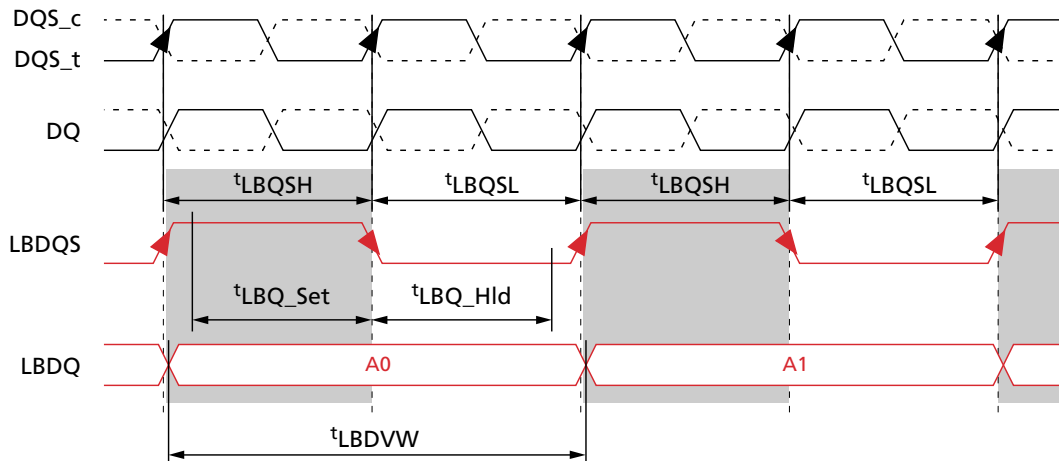 DQS_c
DQS_t
DQ
tLBQSH tLBQSL tLBQSH tLBQSL
LBDQS
tLBQ_Set tLBQ_Hld
LBDQ A0 A1
tLBDVW